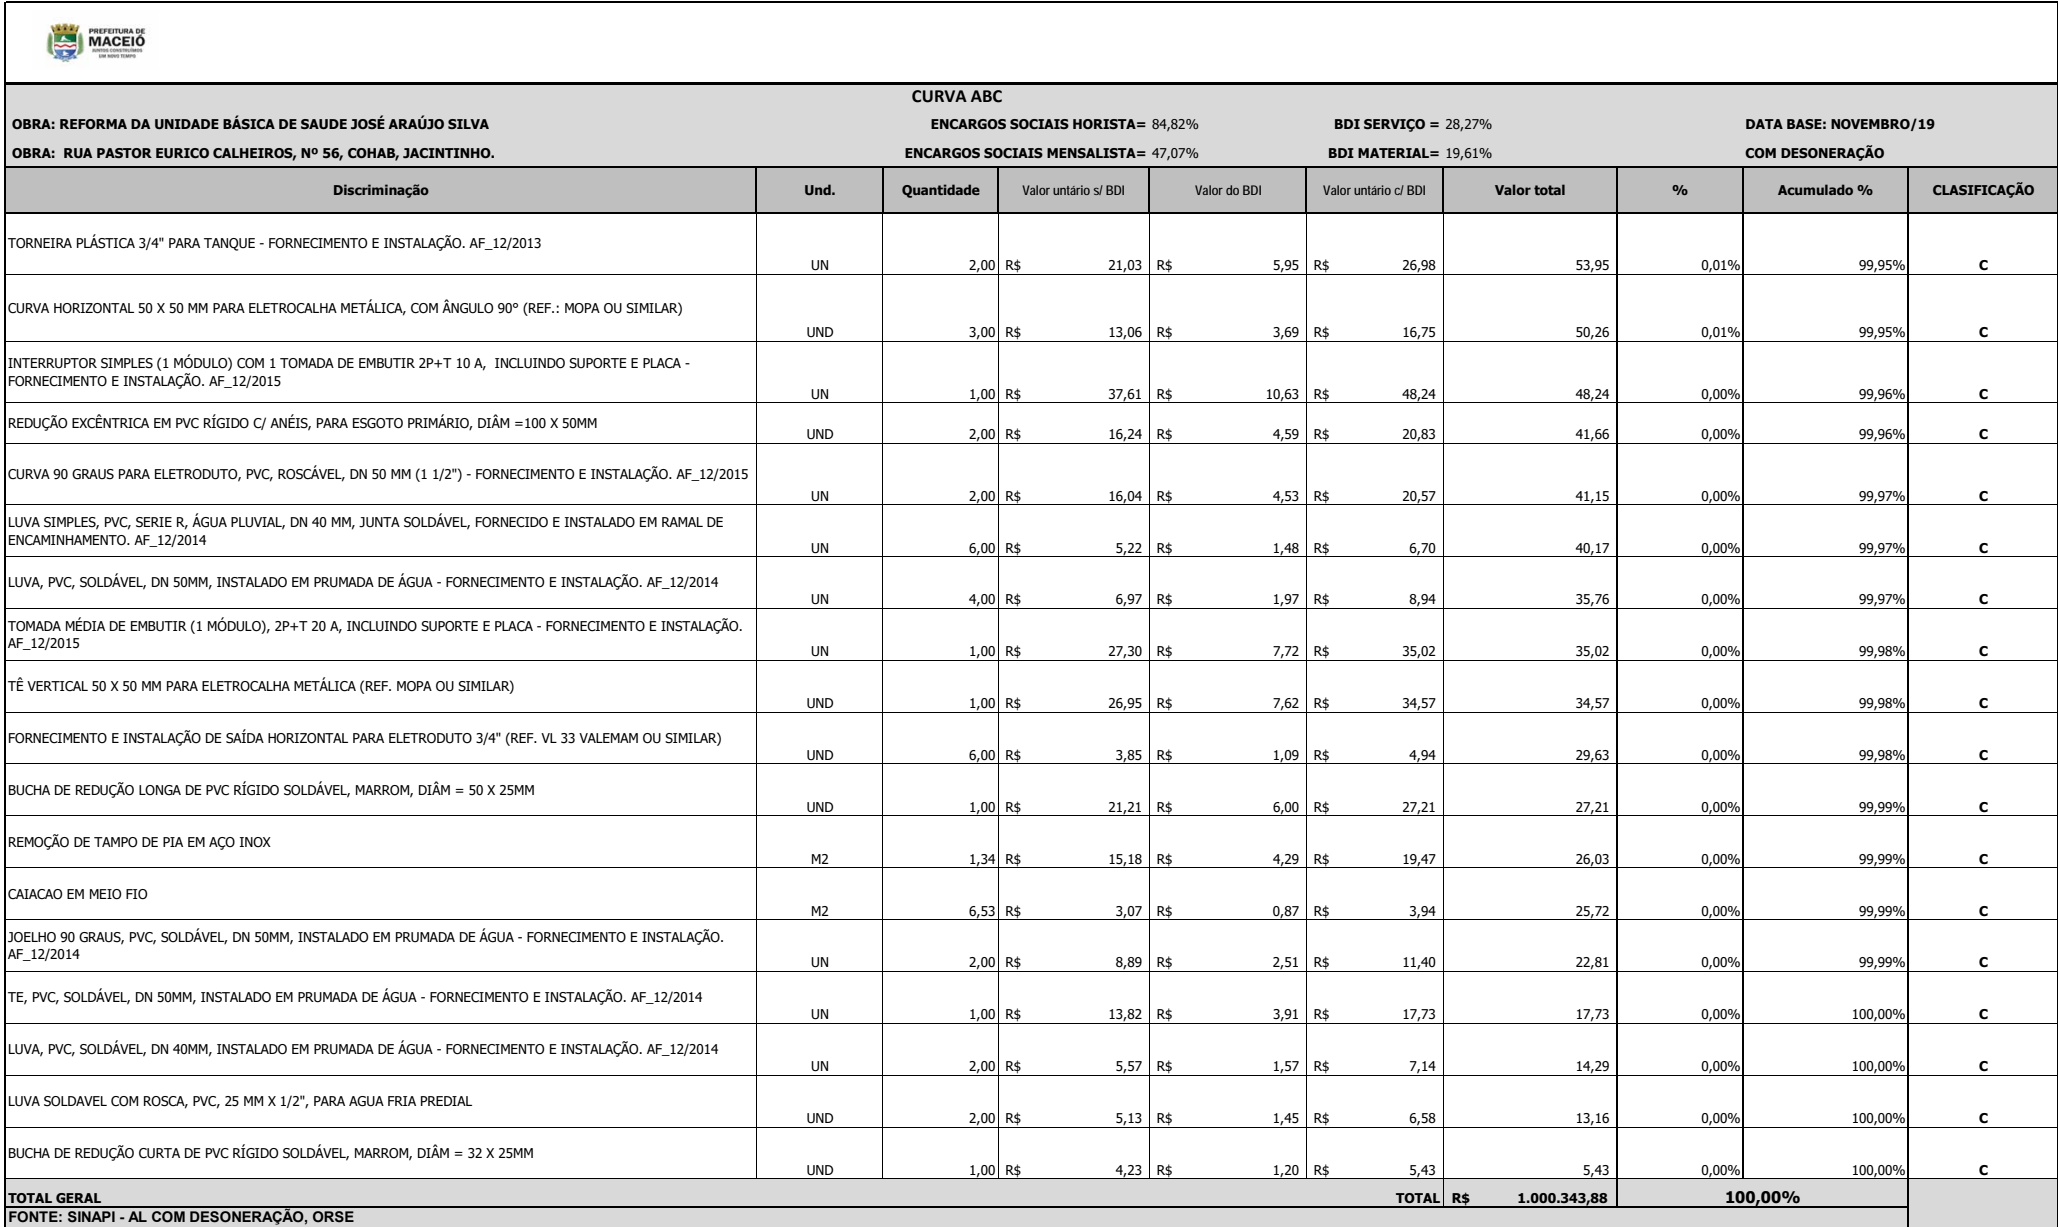 PREFEITURA DE
MACEIÓ
JUNTOS CONSTRUÍMOS
UM NOVO TEMPO
CURVA ABC
OBRA: REFORMA DA UNIDADE BÁSICA DE SAUDE JOSÉ ARAÚJO SILVA ENCARGOS SOCIAIS HORISTA= 84,82% BDI SERVIÇO = 28,27% DATA BASE: NOVEMBRO/19
OBRA: RUA PASTOR EURICO CALHEIROS, Nº 56, COHAB, JACINTINHO. ENCARGOS SOCIAIS MENSALISTA= 47,07% BDI MATERIAL= 19,61% COM DESONERAÇÃO
Discriminação Und. Quantidade Valor untário s/ BDI Valor do BDI Valor untário c/ BDI Valor total % Acumulado % CLASIFICAÇÃO
TORNEIRA PLÁSTICA 3/4" PARA TANQUE - FORNECIMENTO E INSTALAÇÃO. AF_12/2013
UN 2,00 R$ 21,03 R$ 5,95 R$ 26,98 53,95 0,01% 99,95% C
CURVA HORIZONTAL 50 X 50 MM PARA ELETROCALHA METÁLICA, COM ÂNGULO 90° (REF.: MOPA OU SIMILAR)
UND 3,00 R$ 13,06 R$ 3,69 R$ 16,75 50,26 0,01% 99,95% C
INTERRUPTOR SIMPLES (1 MÓDULO) COM 1 TOMADA DE EMBUTIR 2P+T 10 A, INCLUINDO SUPORTE E PLACA -
FORNECIMENTO E INSTALAÇÃO. AF_12/2015
UN 1,00 R$ 37,61 R$ 10,63 R$ 48,24 48,24 0,00% 99,96% C
REDUÇÃO EXCÊNTRICA EM PVC RÍGIDO C/ ANÉIS, PARA ESGOTO PRIMÁRIO, DIÂM =100 X 50MM
UND 2,00 R$ 16,24 R$ 4,59 R$ 20,83 41,66 0,00% 99,96% C
CURVA 90 GRAUS PARA ELETRODUTO, PVC, ROSCÁVEL, DN 50 MM (1 1/2") - FORNECIMENTO E INSTALAÇÃO. AF_12/2015
UN 2,00 R$ 16,04 R$ 4,53 R$ 20,57 41,15 0,00% 99,97% C
LUVA SIMPLES, PVC, SERIE R, ÁGUA PLUVIAL, DN 40 MM, JUNTA SOLDÁVEL, FORNECIDO E INSTALADO EM RAMAL DE
ENCAMINHAMENTO. AF_12/2014
UN 6,00 R$ 5,22 R$ 1,48 R$ 6,70 40,17 0,00% 99,97% C
LUVA, PVC, SOLDÁVEL, DN 50MM, INSTALADO EM PRUMADA DE ÁGUA - FORNECIMENTO E INSTALAÇÃO. AF_12/2014
UN 4,00 R$ 6,97 R$ 1,97 R$ 8,94 35,76 0,00% 99,97% C
TOMADA MÉDIA DE EMBUTIR (1 MÓDULO), 2P+T 20 A, INCLUINDO SUPORTE E PLACA - FORNECIMENTO E INSTALAÇÃO.
AF_12/2015
UN 1,00 R$ 27,30 R$ 7,72 R$ 35,02 35,02 0,00% 99,98% C
TÊ VERTICAL 50 X 50 MM PARA ELETROCALHA METÁLICA (REF. MOPA OU SIMILAR)
UND 1,00 R$ 26,95 R$ 7,62 R$ 34,57 34,57 0,00% 99,98% C
FORNECIMENTO E INSTALAÇÃO DE SAÍDA HORIZONTAL PARA ELETRODUTO 3/4" (REF. VL 33 VALEMAM OU SIMILAR)
UND 6,00 R$ 3,85 R$ 1,09 R$ 4,94 29,63 0,00% 99,98% C
BUCHA DE REDUÇÃO LONGA DE PVC RÍGIDO SOLDÁVEL, MARROM, DIÂM = 50 X 25MM
UND 1,00 R$ 21,21 R$ 6,00 R$ 27,21 27,21 0,00% 99,99% C
REMOÇÃO DE TAMPO DE PIA EM AÇO INOX
M2 1,34 R$ 15,18 R$ 4,29 R$ 19,47 26,03 0,00% 99,99% C
CAIACAO EM MEIO FIO
M2 6,53 R$ 3,07 R$ 0,87 R$ 3,94 25,72 0,00% 99,99% C
JOELHO 90 GRAUS, PVC, SOLDÁVEL, DN 50MM, INSTALADO EM PRUMADA DE ÁGUA - FORNECIMENTO E INSTALAÇÃO.
AF_12/2014
UN 2,00 R$ 8,89 R$ 2,51 R$ 11,40 22,81 0,00% 99,99% C
TE, PVC, SOLDÁVEL, DN 50MM, INSTALADO EM PRUMADA DE ÁGUA - FORNECIMENTO E INSTALAÇÃO. AF_12/2014
UN 1,00 R$ 13,82 R$ 3,91 R$ 17,73 17,73 0,00% 100,00% C
LUVA, PVC, SOLDÁVEL, DN 40MM, INSTALADO EM PRUMADA DE ÁGUA - FORNECIMENTO E INSTALAÇÃO. AF_12/2014
UN 2,00 R$ 5,57 R$ 1,57 R$ 7,14 14,29 0,00% 100,00% C
LUVA SOLDAVEL COM ROSCA, PVC, 25 MM X 1/2", PARA AGUA FRIA PREDIAL
UND 2,00 R$ 5,13 R$ 1,45 R$ 6,58 13,16 0,00% 100,00% C
BUCHA DE REDUÇÃO CURTA DE PVC RÍGIDO SOLDÁVEL, MARROM, DIÂM = 32 X 25MM
UND 1,00 R$ 4,23 R$ 1,20 R$ 5,43 5,43 0,00% 100,00% C
TOTAL GERAL TOTAL R$ 1.000.343,88 100,00%
FONTE: SINAPI - AL COM DESONERAÇÃO, ORSE